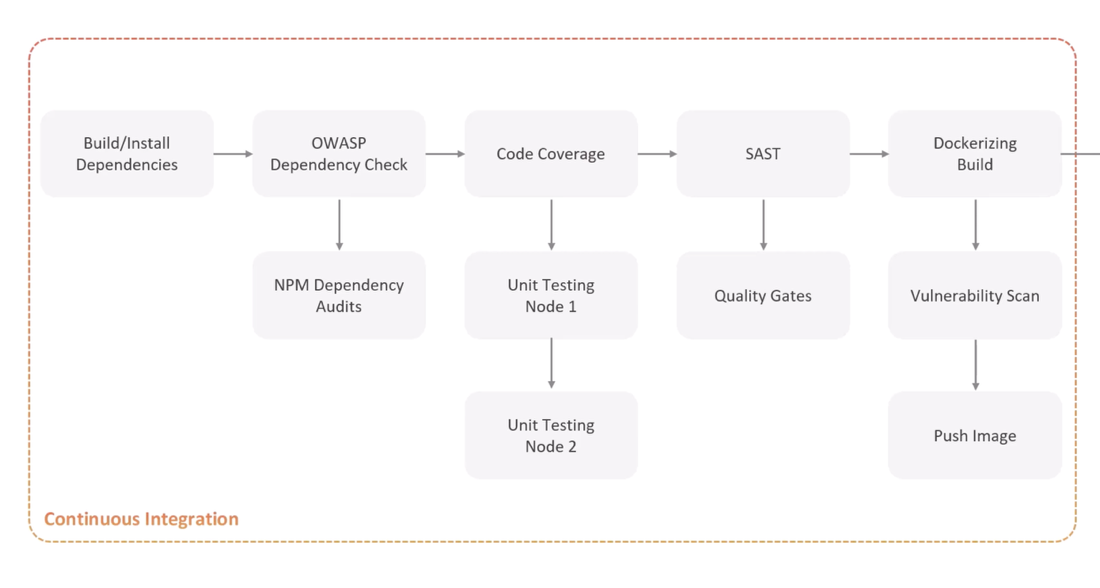 Build/Install
Dependencies
OWASP
Dependency Check
Code Coverage
SAST
Dockerizing
Build
NPM Dependency
Audits
Unit Testing
Node 1
Quality Gates
Vulnerability Scan
Unit Testing
Node 2
Push Image
Continuous Integration